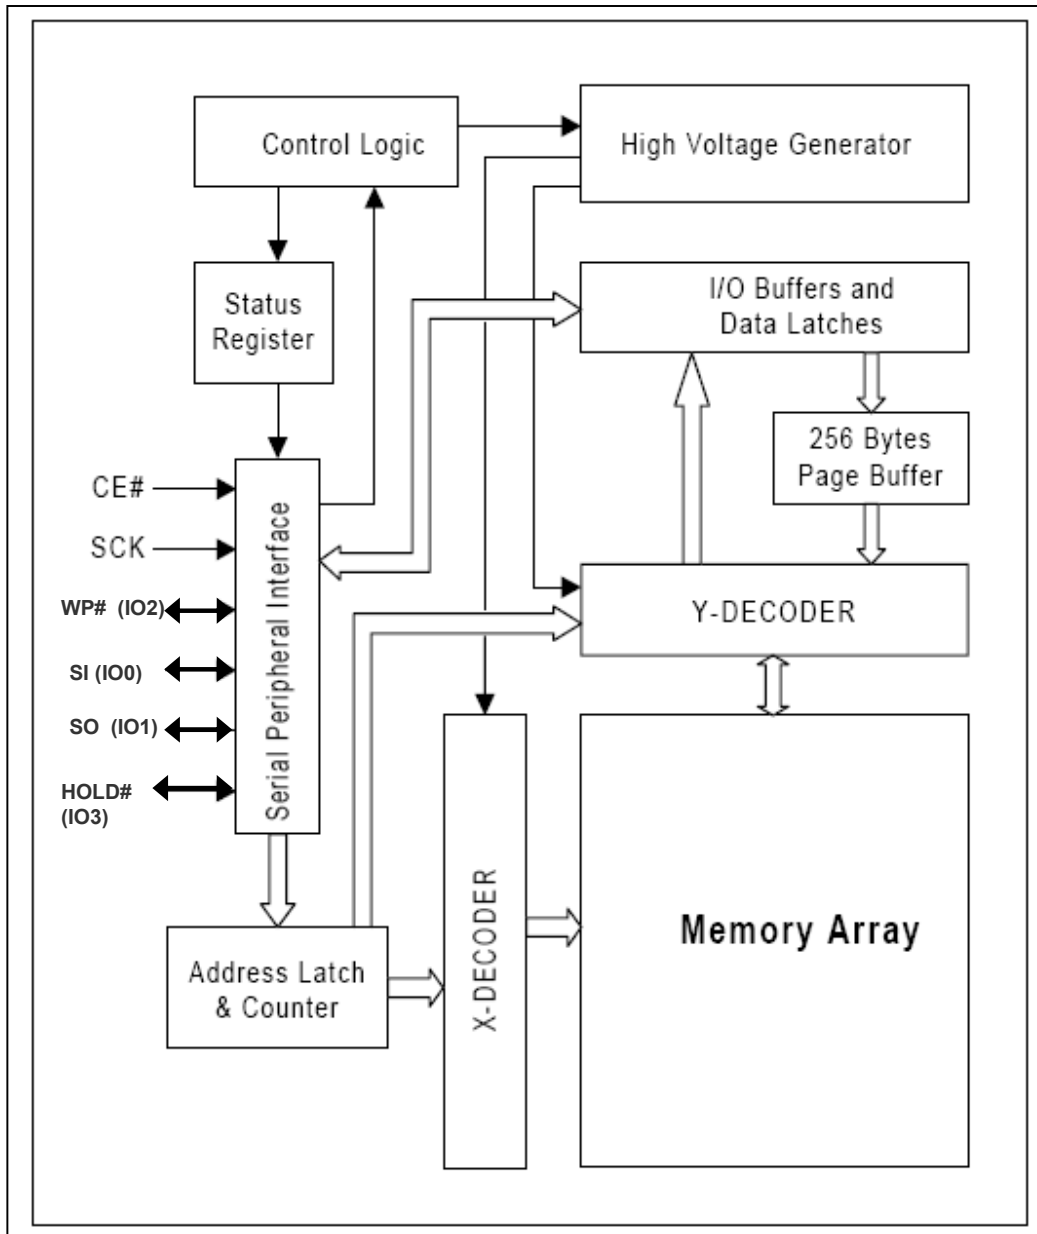 Control Logic
High Voltage Generator
Status
Register
I/O Buffers and
Data Latches
256 Bytes
Page Buffer
CE#
SCK
WP# (IO2)
SI (IO0)
SO (IO1)
HOLD#
(IO3)
Serial Peripheral Interface
Y-DECODER
X-DECODER
Memory Array
Address Latch
& Counter